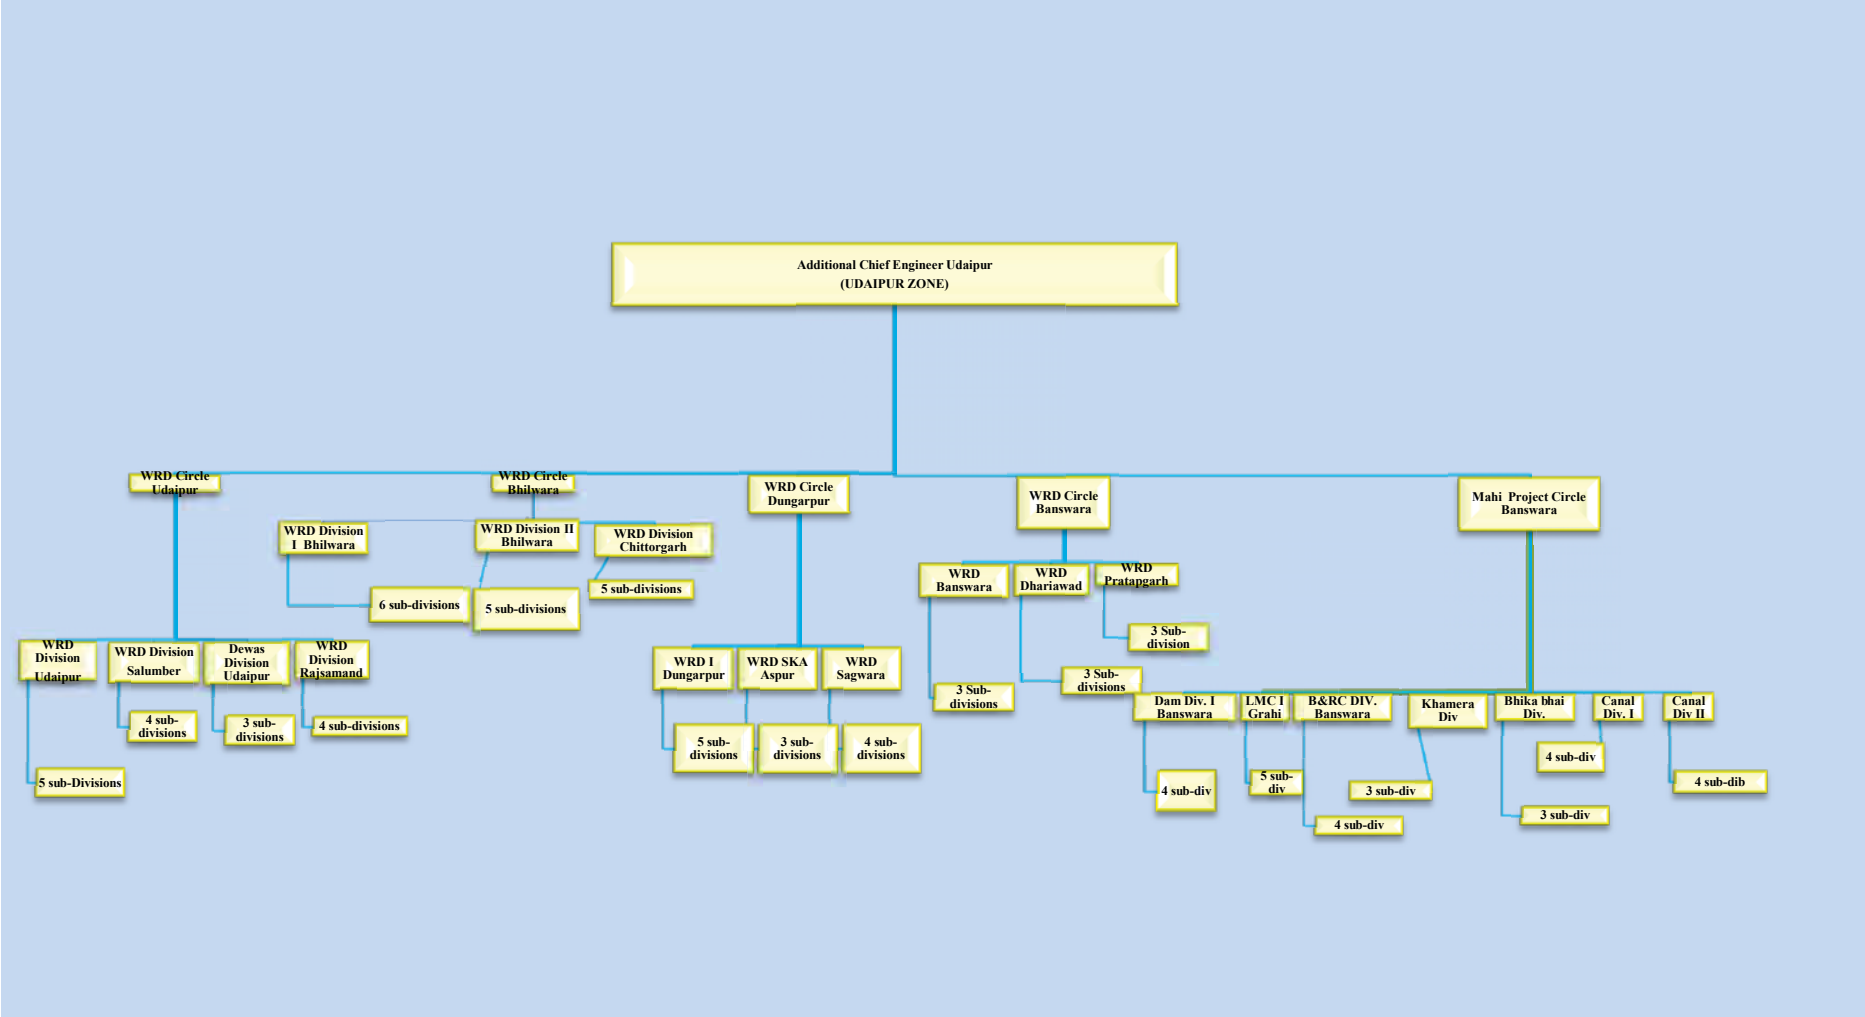 Additional Chief Engineer Udaipur
(UDAIPUR ZONE)
WRD Circle
Udaipur
WRD Circle
Bhilwara
WRD Circle
Dungarpur
WRD Circle
Banswara
Mahi Project Circle
Banswara
WRD Division
I Bhilwara
WRD Division II
Bhilwara
WRD Division
Chittorgarh
6 sub-divisions
5 sub-divisions
5 sub-divisions
WRD
Banswara
WRD
Dhariawad
WRD
Pratapgarh
3 Sub-
divisions
3 Sub-
divisions
3 Sub-
division
WRD
Division
Udaipur
WRD Division
Salumber
Dewas
Division
Udaipur
WRD
Division
Rajsamand
5 sub-Divisions
4 sub-
divisions
3 sub-
divisions
4 sub-divisions
WRD I
Dungarpur
WRD SKA
Aspur
WRD
Sagwara
5 sub-
divisions
3 sub-
divisions
4 sub-
divisions
Dam Div. I
Banswara
LMC I
Grahi
B&RC DIV.
Banswara
Khamera
Div
Bhika bhai
Div.
Canal
Div. I
Canal
Div II
4 sub-div
5 sub-
div
4 sub-div
3 sub-div
3 sub-div
4 sub-div
4 sub-dib